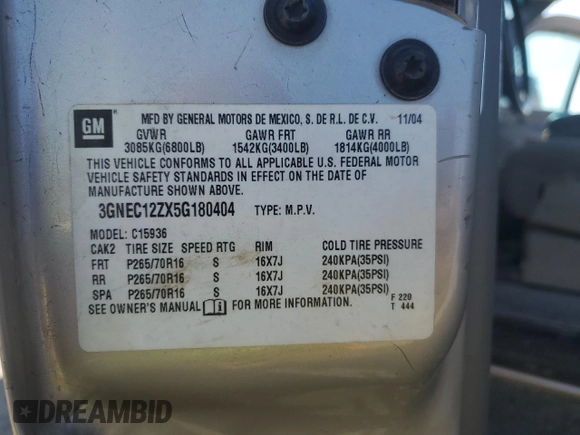 GM
MFD BY GENERAL MOTORS DE MEXICO, S. DE R.L. DE C.V. 11/04
GVWR GAWR FRT GAWR RR
3085KG(6800LB) 1542KG(3400LB) 1814KG(4000LB)
THIS VEHICLE CONFORMS TO ALL APPLICABLE U.S. FEDERAL MOTOR
VEHICLE SAFETY STANDARDS IN EFFECT ON THE DATE OF
MANUFACTURE SHOWN ABOVE.
3GNEC12ZX5G180404 TYPE: M.P.V.
MODEL: C15936
CAK2 TIRE SIZE SPEED RTG RIM COLD TIRE PRESSURE
FRT P265/70R16 S 16X7J 240KPA(35PSI)
RR P265/70R16 S 16X7J 240KPA(35PSI)
SPA P265/70R16 S 16X7J 240KPA(35PSI)
SEE OWNER'S MANUAL FOR MORE INFORMATION.
F 220
T 444
DREAMBID